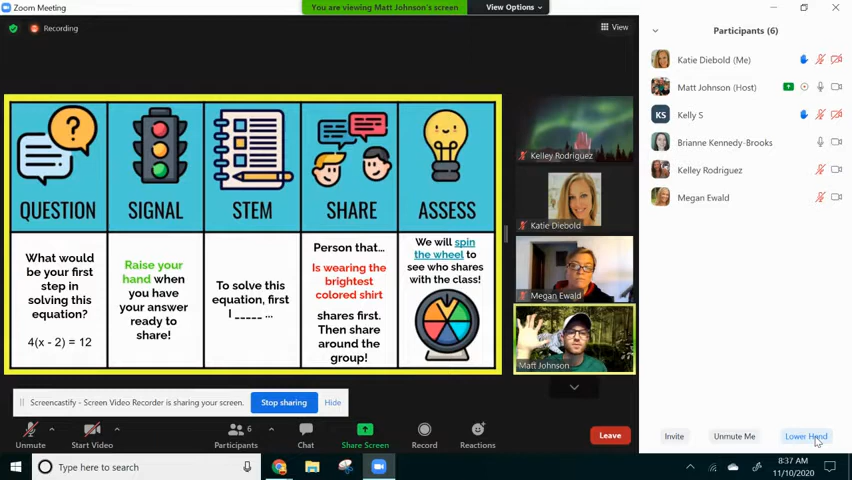 Zoom Meeting
You are viewing Matt Johnson's screen
View Options
Recording
View
Participants (6)
Katie Diebold (Me)
Matt Johnson (Host)
KS Kelly S
Brianne Kennedy-Brooks
Kelley Rodriguez
Megan Ewald
QUESTION
SIGNAL
STEM
SHARE
ASSESS
What would
be your first
step in
solving this
equation?
4(x - 2) = 12
Raise your
hand when
you have
your answer
ready to
share!
To solve this
equation, first
I _____ ...
Person that...
Is wearing the
brightest
colored shirt
shares first.
Then share
around the
group!
We will spin
the wheel to
see who shares
with the class!
Kelley Rodriguez
Katie Diebold
Megan Ewald
Matt Johnson
Screencastify - Screen Video Recorder is sharing your screen.
Stop sharing
Hide
Unmute
Start Video
6
Participants
Chat
Share Screen
Record
Reactions
Leave
Invite
Unmute Me
Lower Hand
Type here to search
8:37 AM
11/10/2020